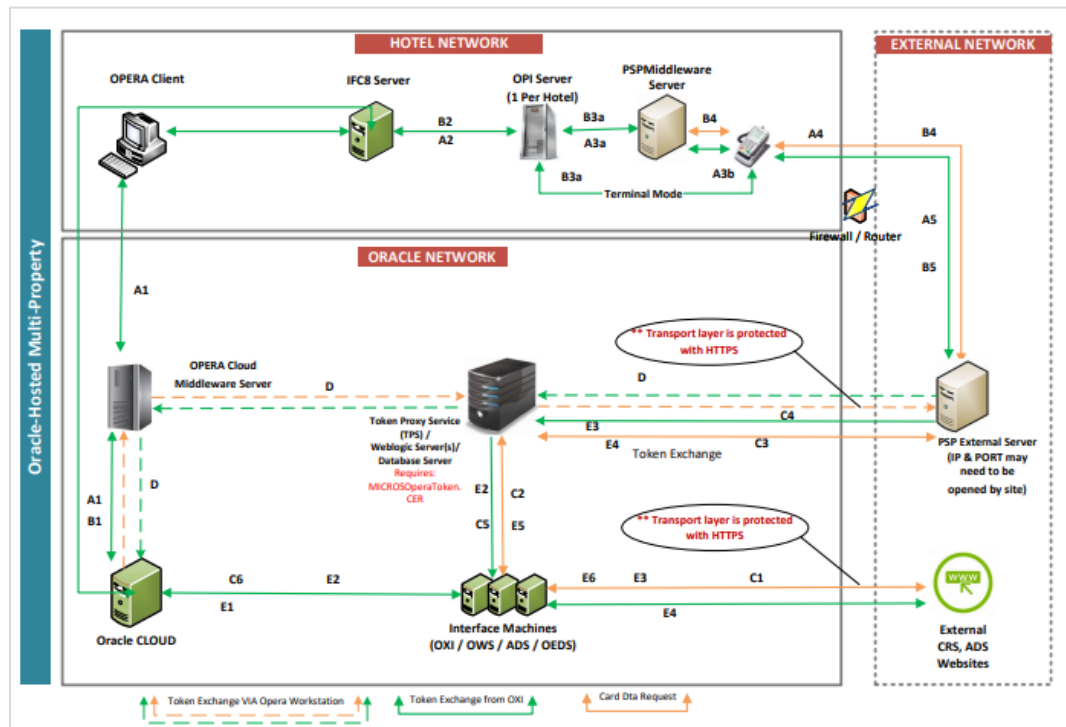 HOTEL NETWORK
EXTERNAL NETWORK
OPERA Client
IFC8 Server
OPI Server
(1 Per Hotel)
PSPMiddleware
Server
B2
A2
B3a
A3a
B4
A3b
A4
B4
B3a
Terminal Mode
Firewall / Router
A5
B5
Oracle-Hosted Multi-Property
ORACLE NETWORK
A1
** Transport layer is protected
with HTTPS
OPERA Cloud
Middleware Server
D
D
C4
Token Proxy Service
(TPS) /
Weblogic Server(s)/
Database Server
Requires:
MICROSOperaToken.
CER
E3
E4
C3
Token Exchange
PSP External Server
(IP & PORT may
need to be
opened by site)
A1
B1
D
E2
C2
C5
E5
** Transport layer is protected
with HTTPS
C6
E2
E1
E6
E3
C1
E4
WWW
Oracle CLOUD
Interface Machines
(OXI / OWS / ADS / OEDS)
External
CRS, ADS
Websites
Token Exchange VIA Opera Workstation
Token Exchange from OXI
Card Dta Request